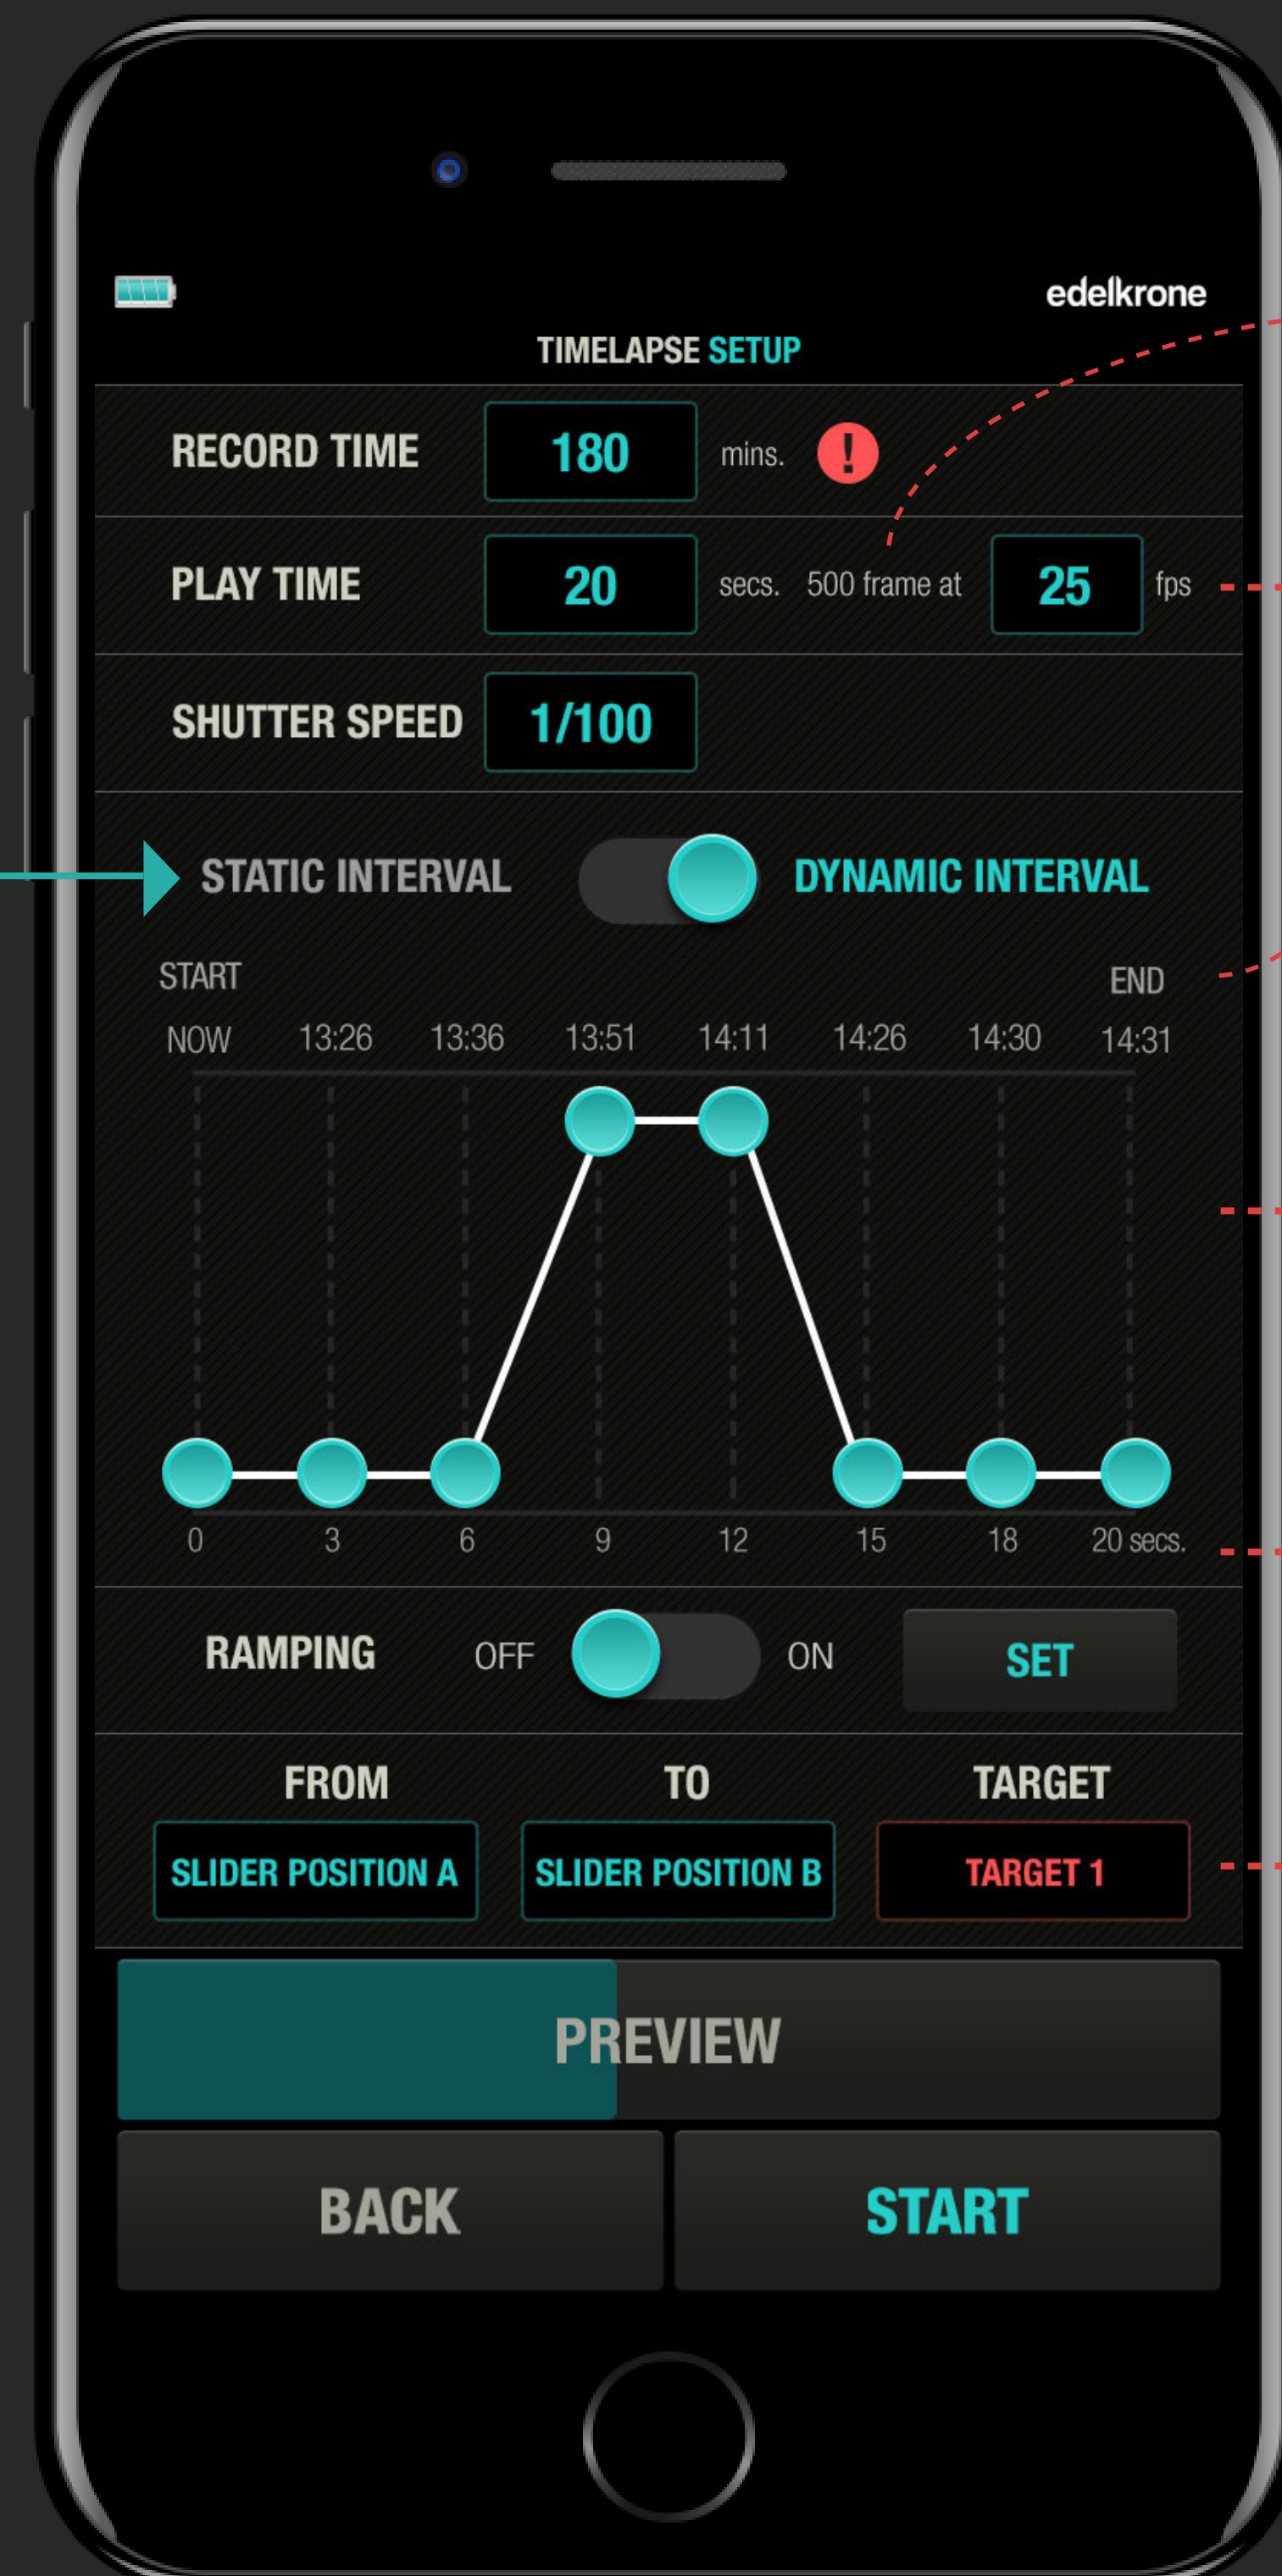 edelkrone
TIMELAPSE SETUP
RECORD TIME 180 mins. !
PLAY TIME 20 secs. 500 frame at 25 fps
SHUTTER SPEED 1/100
STATIC INTERVAL DYNAMIC INTERVAL
START END
NOW 13:26 13:36 13:51 14:11 14:26 14:30 14:31
0 3 6 9 12 15 18 20 secs.
RAMPING OFF ON SET
FROM TO TARGET
SLIDER POSITION A SLIDER POSITION B TARGET 1
PREVIEW
BACK START